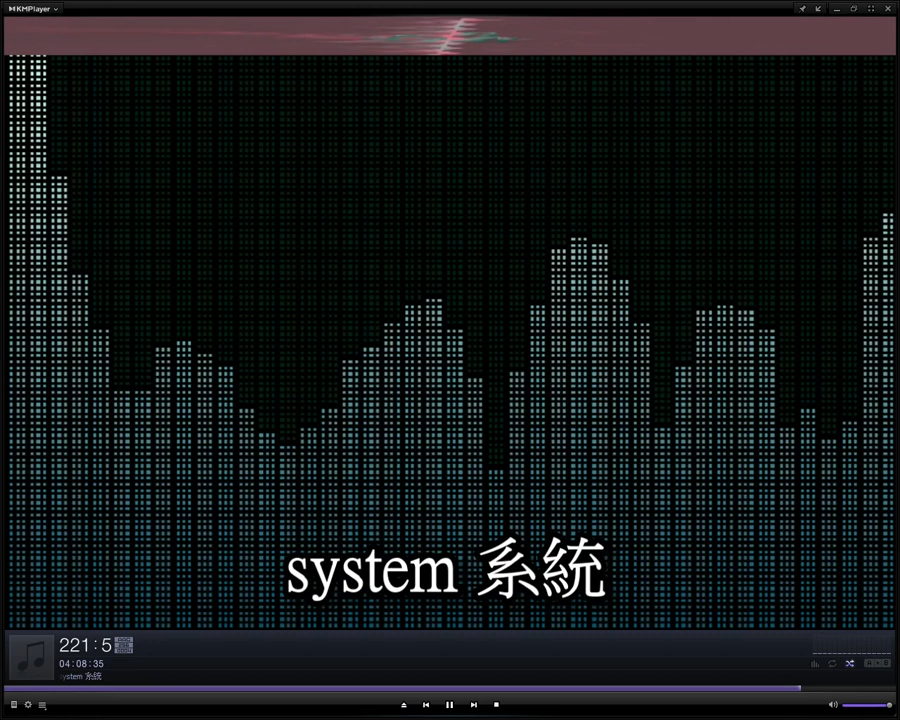 KMPlayer
system 系統
221:5
04:08:35
system 系統